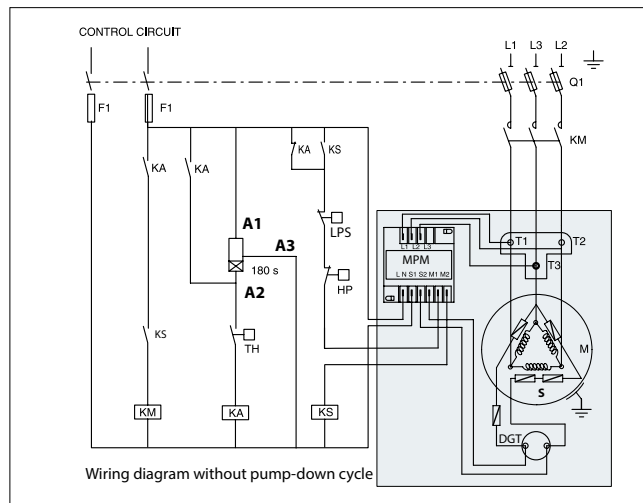 CONTROL CIRCUIT
L1 L3 L2
F1 F1 Q1
KA KA KA KS KM
A1
A3
LPS
L1 L2 L3
MPM
L N S1 S2 M1 M2
T1 T2
T3
180 s
A2
HP
KS TH
M
S
KM KA KS
DGT
Wiring diagram without pump-down cycle